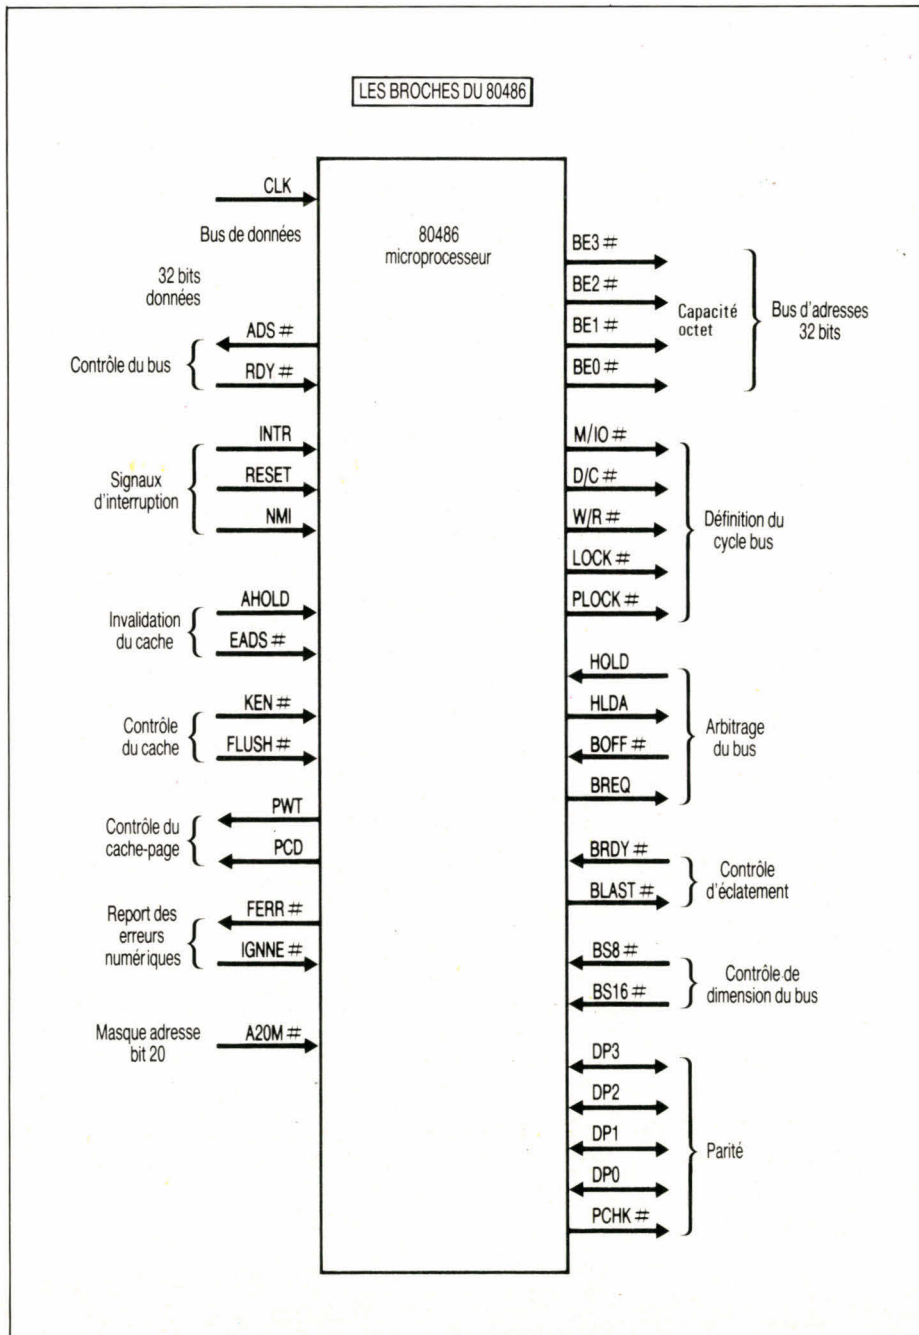 LES BROCHES DU 80486
80486
microprocesseur
CLK
Bus de données
32 bits
données
ADS #
Contrôle du bus
RDY #
INTR
RESET
NMI
Signaux
d'interruption
AHOLD
EADS #
Invalidation
du cache
KEN #
FLUSH #
Contrôle
du cache
PWT
PCD
Contrôle du
cache-page
FERR #
IGNNE #
Report des
erreurs
numériques
A20M #
Masque adresse
bit 20
BE3 #
BE2 #
BE1 #
BE0 #
Capacité
octet
Bus d'adresses
32 bits
M/IO #
D/C #
W/R #
LOCK #
PLOCK #
Définition du
cycle bus
HOLD
HLDA
BOFF #
BREQ
Arbitrage
du bus
BRDY #
BLAST #
Contrôle
d'éclatement
BS8 #
BS16 #
Contrôle de
dimension du bus
DP3
DP2
DP1
DP0
PCHK #
Parité